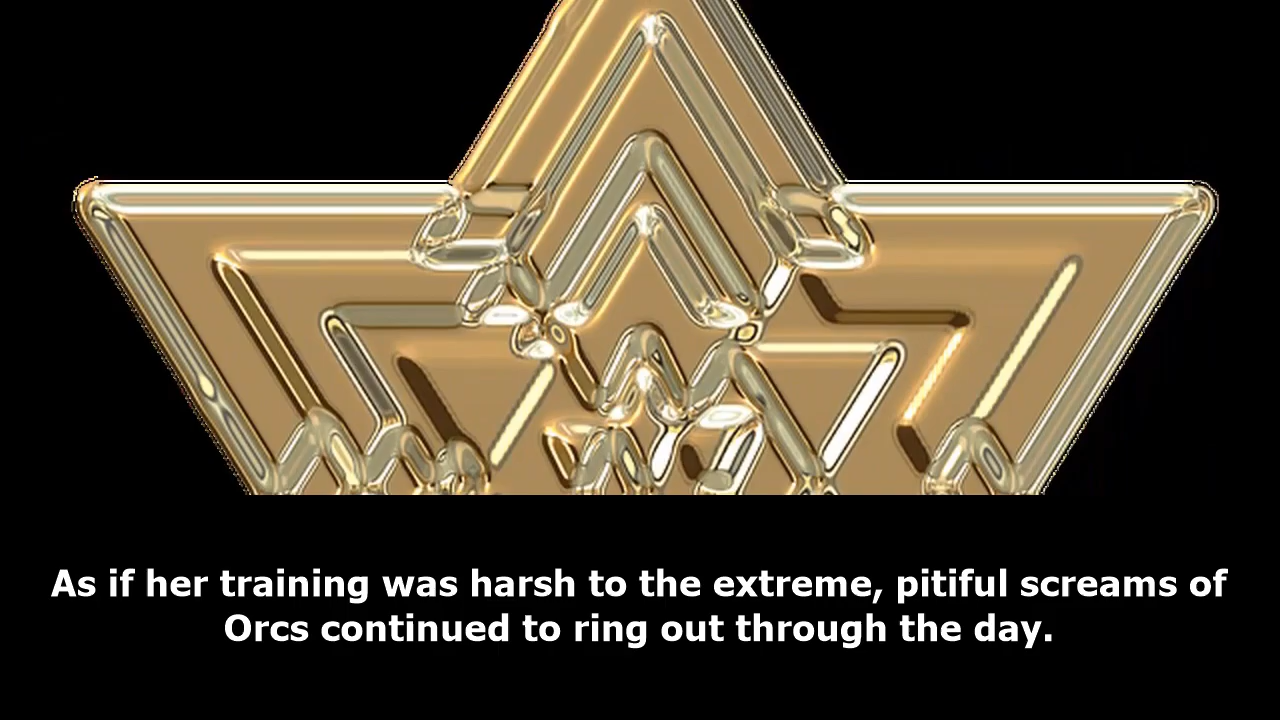 As if her training was harsh to the extreme, pitiful screams of
Orcs continued to ring out through the day.